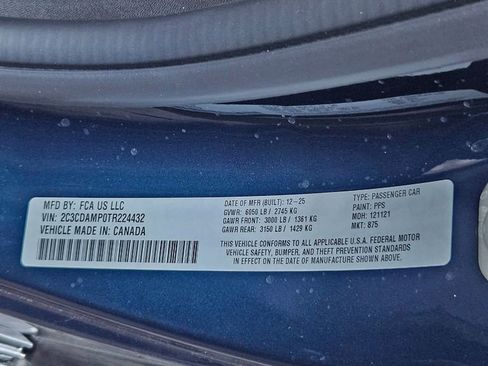 MFD BY: FCA US LLC
VIN: 2C3CDAMP0TR224432
VEHICLE MADE IN: CANADA
DATE OF MFR (BUILT): 12-25
GVWR: 6050 LB / 2745 KG
GAWR FRONT: 3000 LB / 1361 KG
GAWR REAR: 3150 LB / 1429 KG
TYPE: PASSENGER CAR
PAINT: PPS
MDH: 121121
MKT: 875
THIS VEHICLE CONFORMS TO ALL APPLICABLE U.S.A. FEDERAL MOTOR
VEHICLE SAFETY, BUMPER, AND THEFT PREVENTION STANDARDS
IN EFFECT ON THE DATE OF MANUFACTURE SHOWN ABOVE.